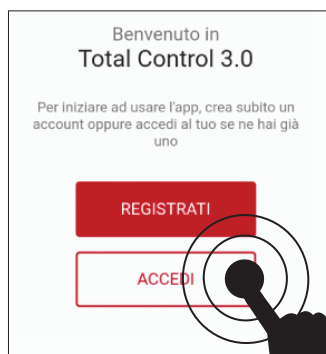 Benvenuto in
Total Control 3.0
Per iniziare ad usare l'app, crea subito un
account oppure accedi al tuo se ne hai già
uno
REGISTRATI
ACCEDI